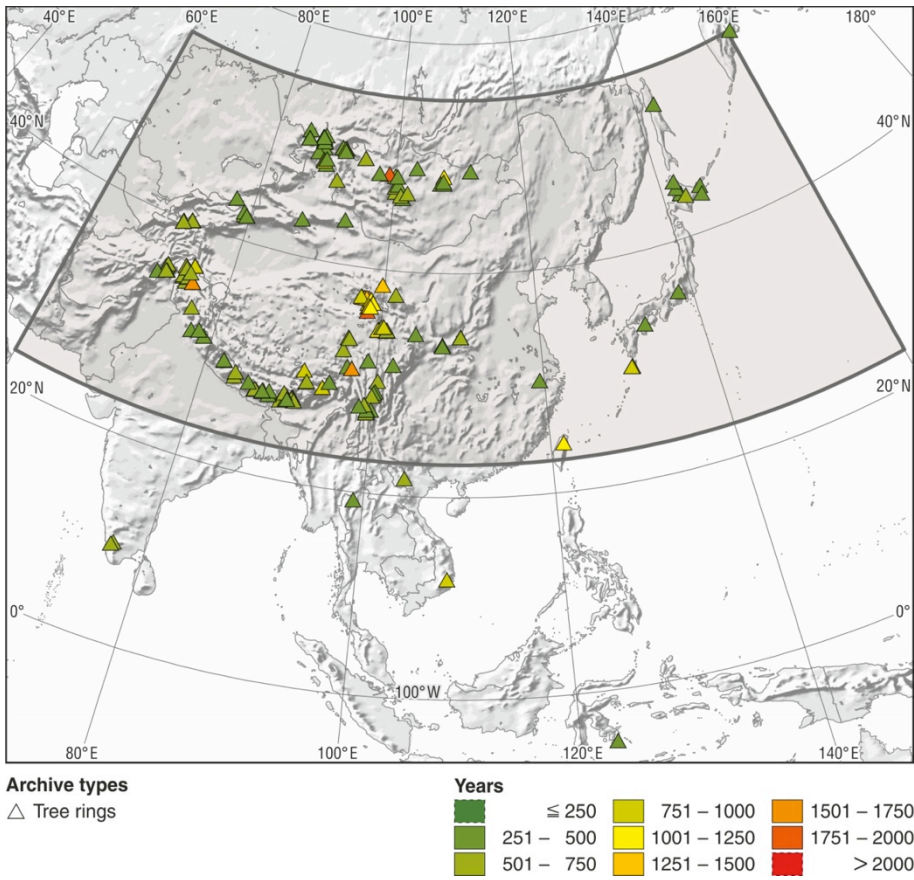 40° E 60° E 80° E 100° E 120° E 140° E 160° E 180°
40° N 40° N
20° N 20° N
0° 0°
100° W
80° E 100° E 120° E 140° E
Archive types
△ Tree rings
Years
≦ 250 751 – 1000 1501 – 1750
251 – 500 1001 – 1250 1751 – 2000
501 – 750 1251 – 1500 > 2000